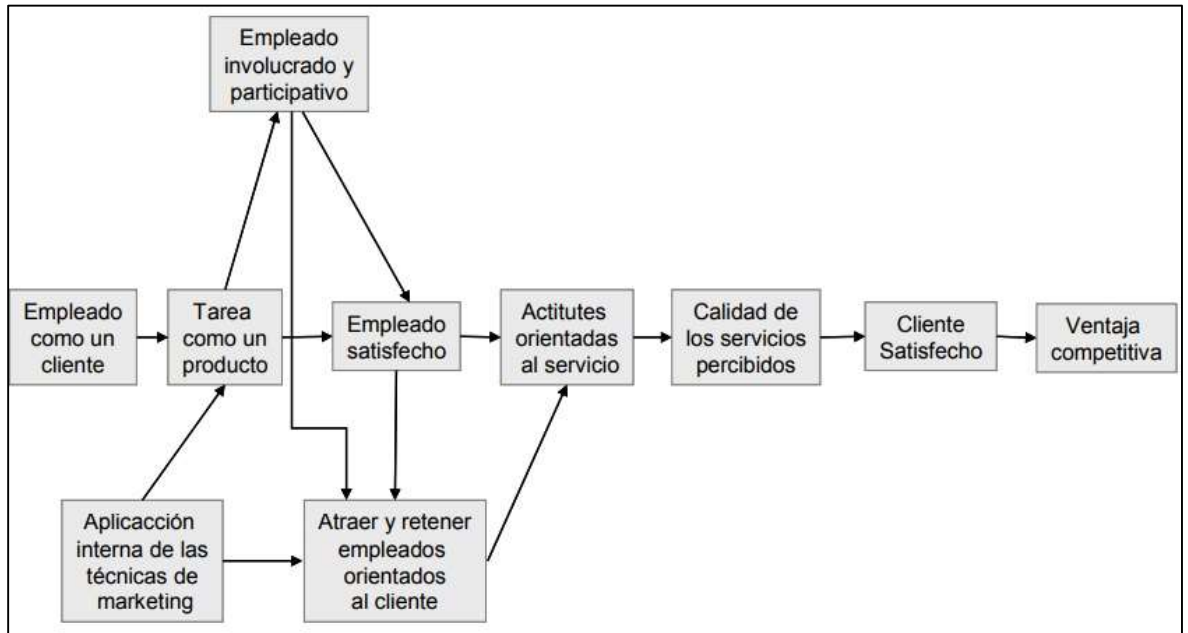 Empleado
involucrado y
participativo
Empleado
como un
cliente
Tarea
como un
producto
Empleado
satisfecho
Actitutes
orientadas
al servicio
Calidad de
los servicios
percibidos
Cliente
Satisfecho
Ventaja
competitiva
Aplicacción
interna de las
técnicas de
marketing
Atraer y retener
empleados
orientados
al cliente